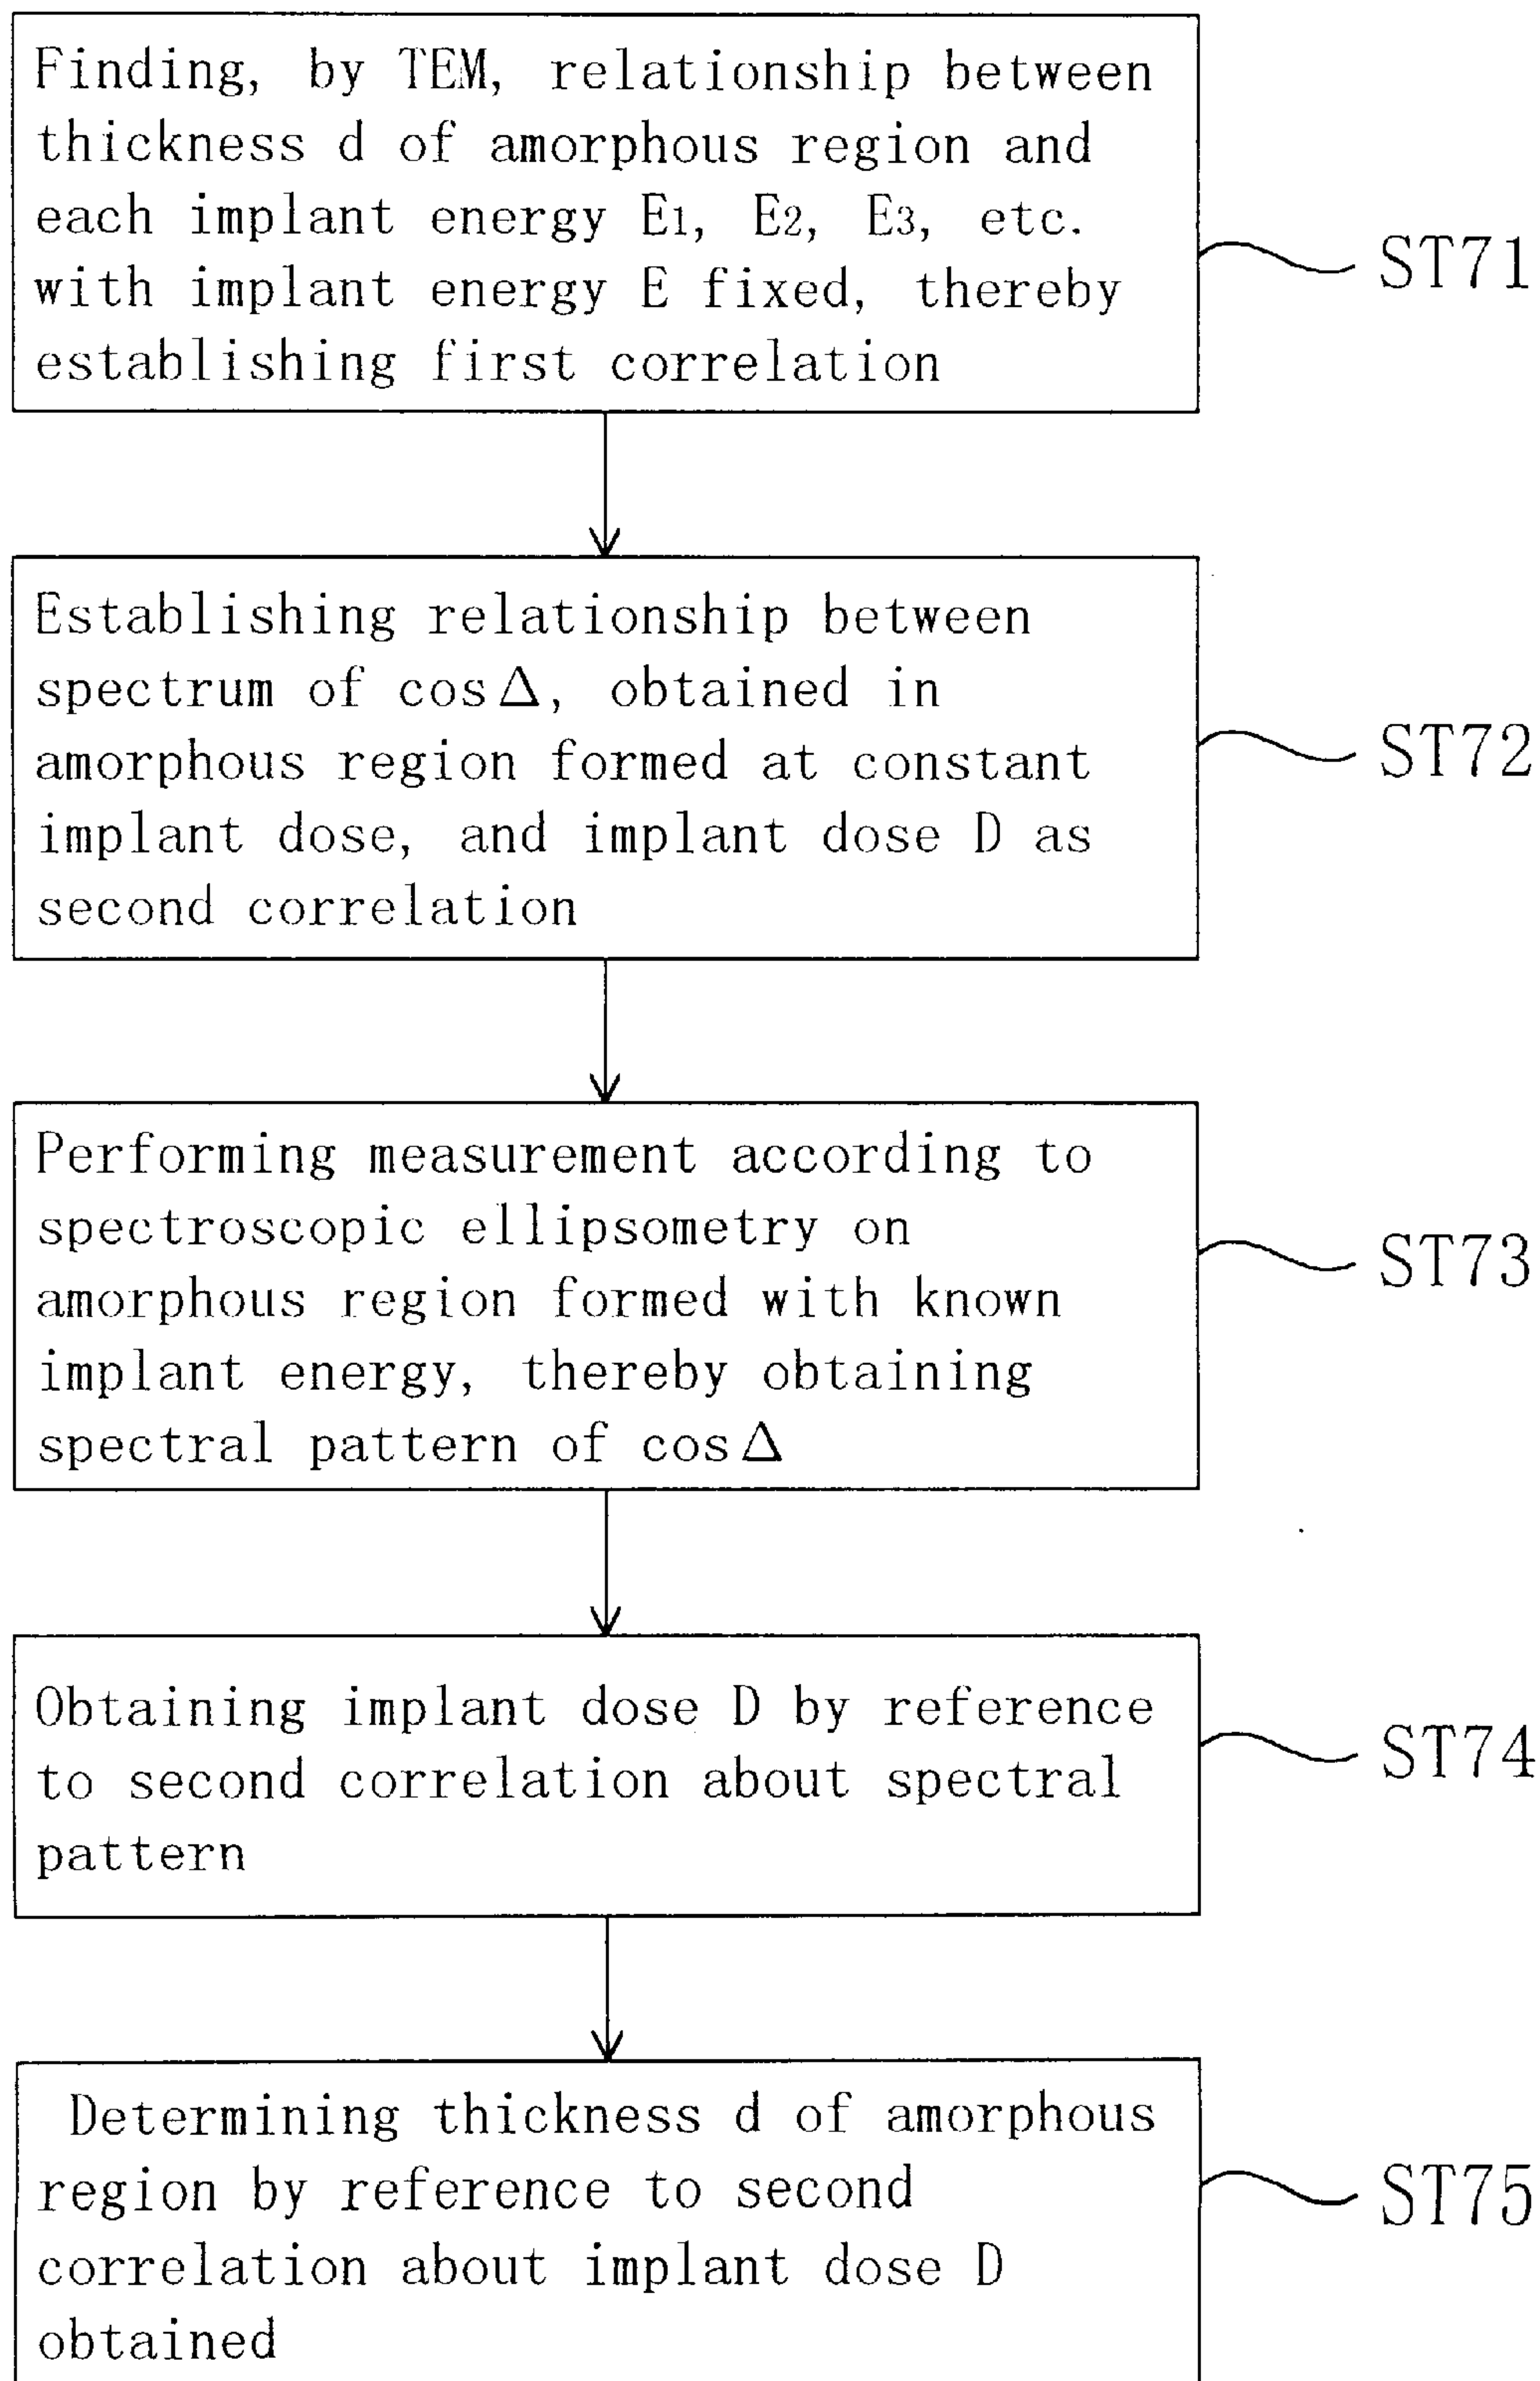 Finding, by TEM, relationship between
thickness d of amorphous region and
each implant energy E1, E2, E3, etc.
with implant energy E fixed, thereby
establishing first correlation
ST71
Establishing relationship between
spectrum of cosΔ, obtained in
amorphous region formed at constant
implant dose, and implant dose D as
second correlation
ST72
Performing measurement according to
spectroscopic ellipsometry on
amorphous region formed with known
implant energy, thereby obtaining
spectral pattern of cosΔ
ST73
Obtaining implant dose D by reference
to second correlation about spectral
pattern
ST74
Determining thickness d of amorphous
region by reference to second
correlation about implant dose D
obtained
ST75